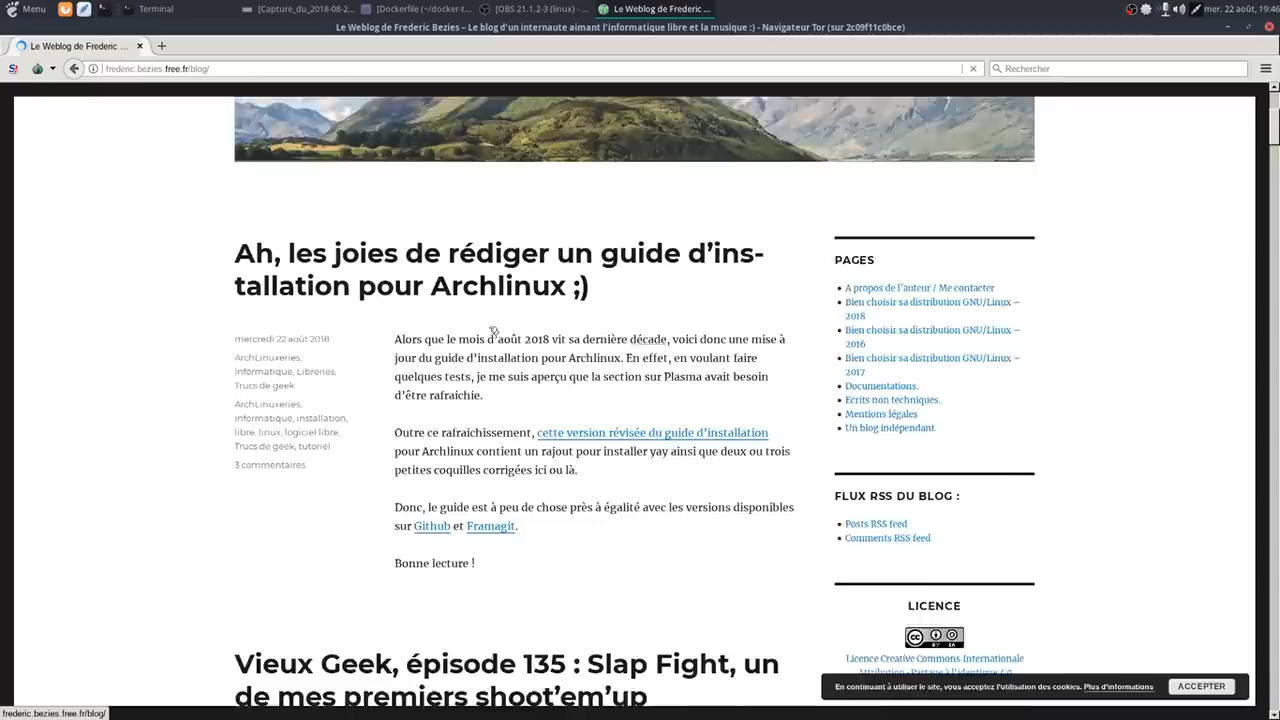 Menu
Terminal
[Capture_du_2018-08-2...
[Dockerfile (~/docker-t...
[OBS 21.1.2-3 (linux) - ...
Le Weblog de Frederic ...
mer. 22 août, 19:46
Le Weblog de Frederic Bezies – Le blog d'un internaute aimant l'informatique libre et la musique :) - Navigateur Tor (sur 2c09f11c0bce)
Le Weblog de Frederic ...
frederic.bezies.free.fr/blog/
Rechercher
Ah, les joies de rédiger un guide d’ins-
tallation pour Archlinux ;)
mercredi 22 août 2018
ArchLinuxeries,
Informatique, Libreries,
Trucs de geek
ArchLinuxeries,
informatique, installation,
libre, linux, logiciel libre,
Trucs de geek, tutoriel
3 commentaires
Alors que le mois d’août 2018 vit sa dernière décade, voici donc une mise à
jour du guide d’installation pour Archlinux. En effet, en voulant faire
quelques tests, je me suis aperçu que la section sur Plasma avait besoin
d’être rafraichie.
Outre ce rafraichissement, cette version révisée du guide d’installation
pour Archlinux contient un rajout pour installer yay ainsi que deux ou trois
petites coquilles corrigées ici ou là.
Donc, le guide est à peu de chose près à égalité avec les versions disponibles
sur Github et Framagit.
Bonne lecture !
Vieux Geek, épisode 135 : Slap Fight, un
de mes premiers shoot’em’up
PAGES
A propos de l’auteur / Me contacter
Bien choisir sa distribution GNU/Linux –
2018
Bien choisir sa distribution GNU/Linux –
2016
Bien choisir sa distribution GNU/Linux –
2017
Documentations.
Ecrits non techniques.
Mentions légales
Un blog indépendant.
FLUX RSS DU BLOG :
Posts RSS feed
Comments RSS feed
LICENCE
Licence Creative Commons Internationale
Attribution-Partage à l'identique 4.0
En continuant à utiliser le site, vous acceptez l’utilisation des cookies. Plus d’informations
ACCEPTER
frederic.bezies.free.fr/blog/